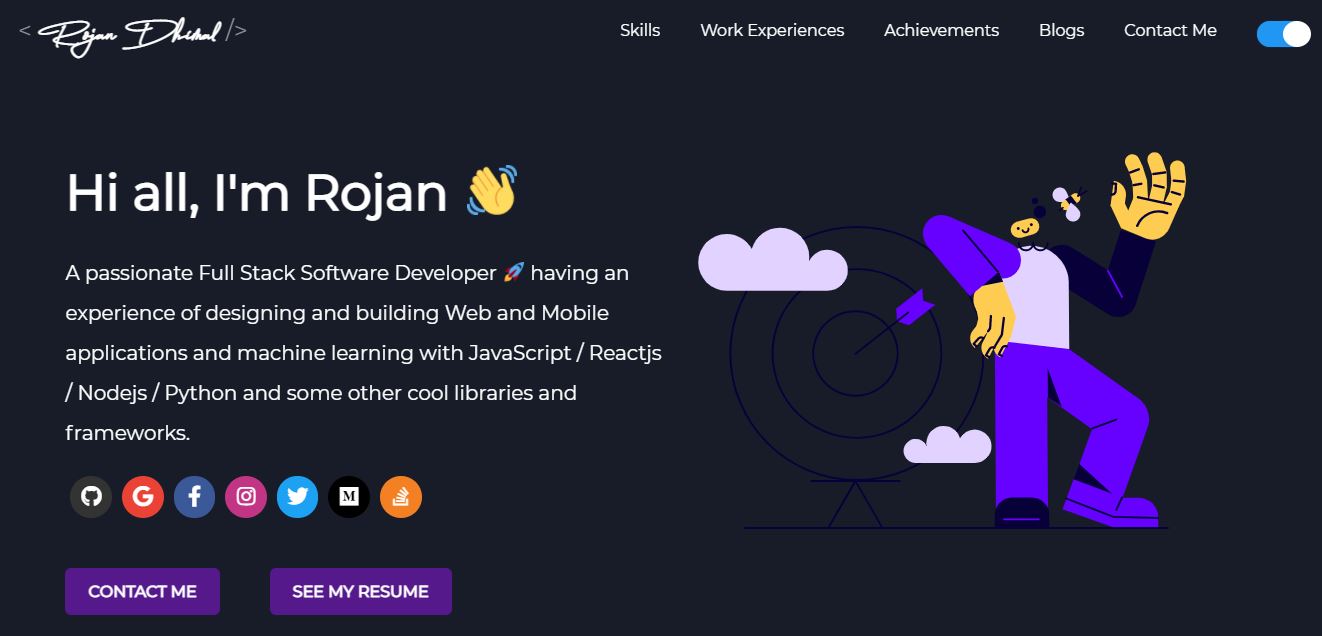 < Rojan Dhimal />
Skills
Work Experiences
Achievements
Blogs
Contact Me
Hi all, I'm Rojan 👋
A passionate Full Stack Software Developer 🚀 having an
experience of designing and building Web and Mobile
applications and machine learning with JavaScript / Reactjs
/ Nodejs / Python and some other cool libraries and
frameworks.
CONTACT ME
SEE MY RESUME